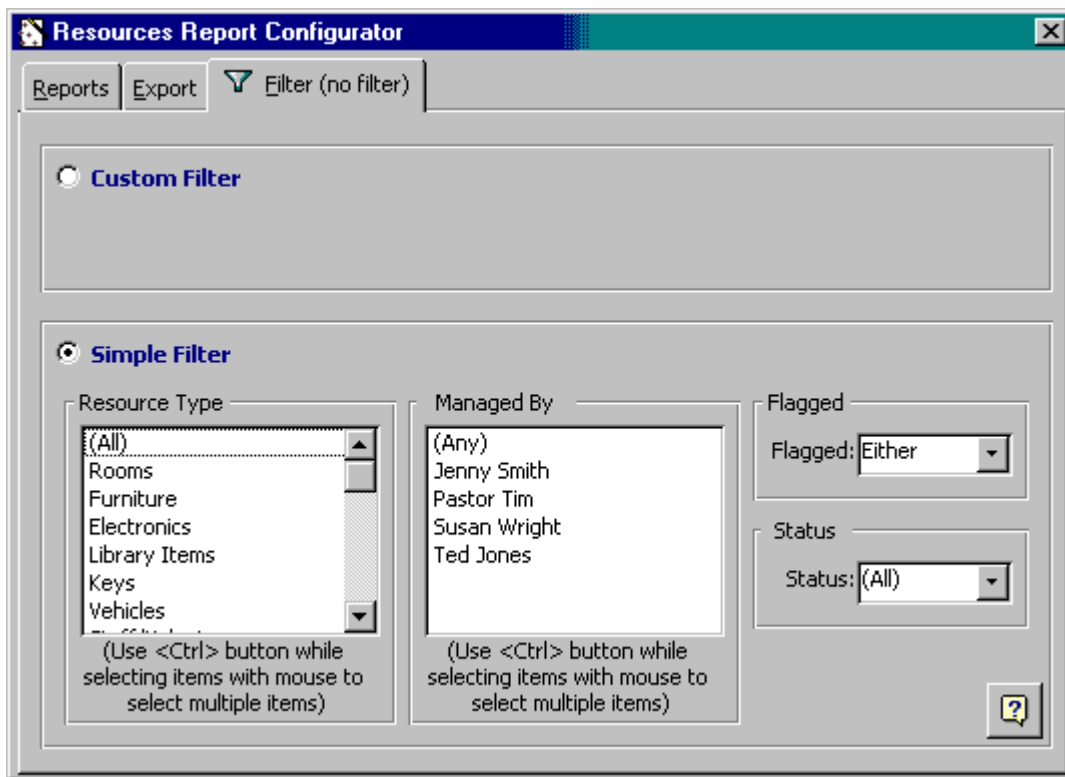 Resources Report Configurator
Reports
Export
Filter (no filter)
Custom Filter
Simple Filter
Resource Type
(All)
Rooms
Furniture
Electronics
Library Items
Keys
Vehicles
(Use <Ctrl> button while
selecting items with mouse to
select multiple items)
Managed By
(Any)
Jenny Smith
Pastor Tim
Susan Wright
Ted Jones
(Use <Ctrl> button while
selecting items with mouse to
select multiple items)
Flagged
Flagged: Either
Status
Status: (All)
?